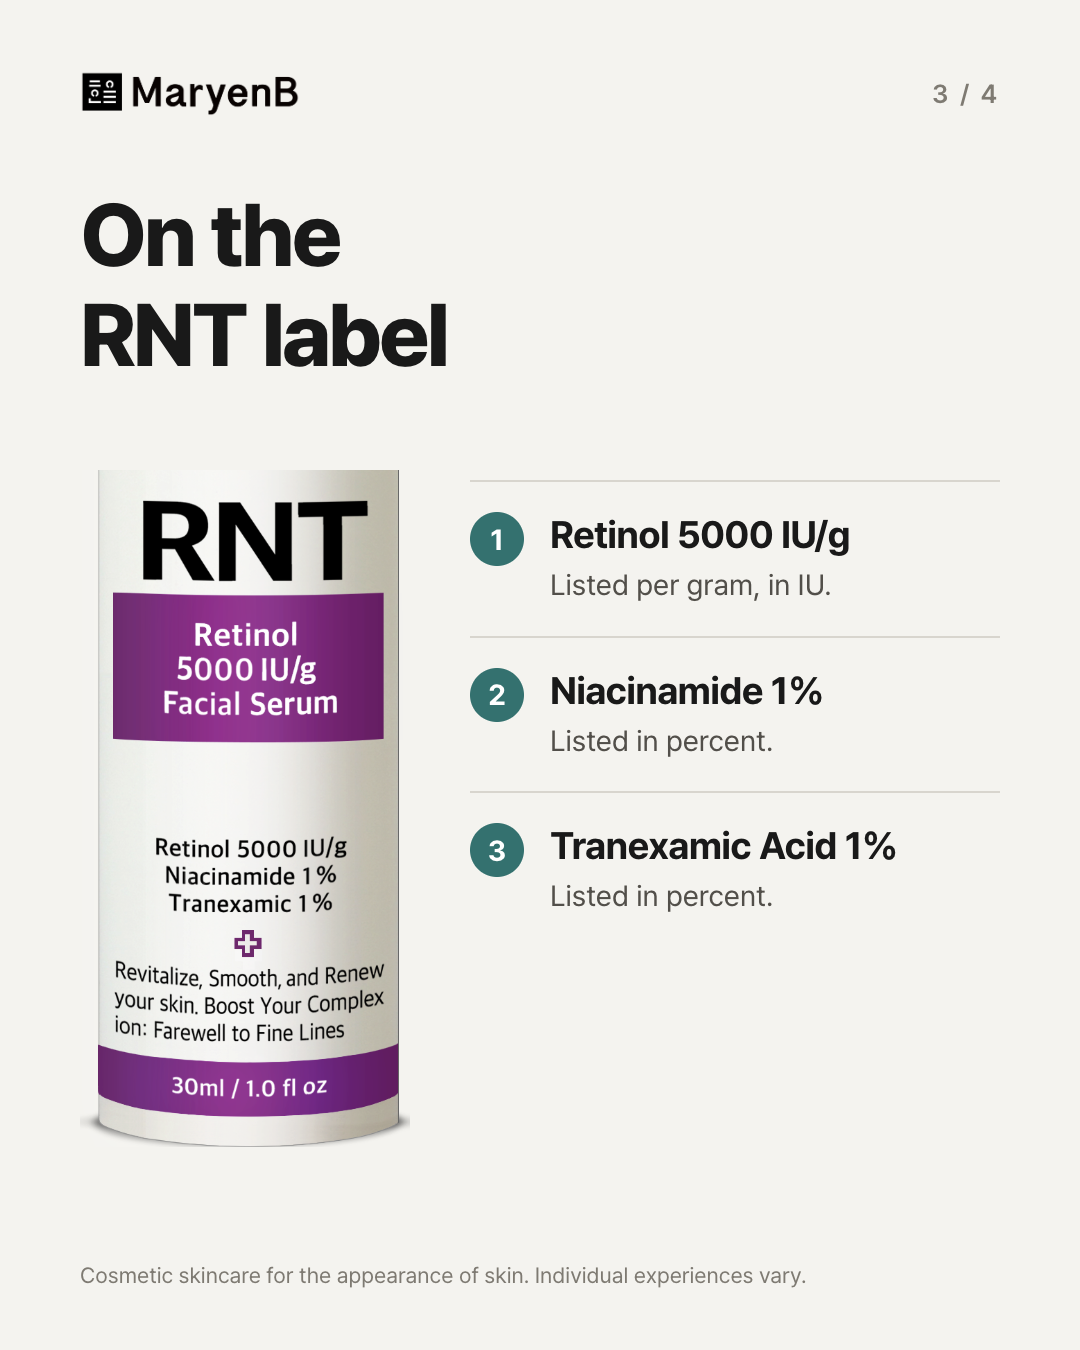 MaryenB
3 / 4
On the
RNT label
RNT
Retinol
5000 IU/g
Facial Serum
Retinol 5000 IU/g
Niacinamide 1%
Tranexamic 1%
Revitalize, Smooth, and Renew
your skin. Boost Your Complex
ion: Farewell to Fine Lines
30ml / 1.0 fl oz
1
Retinol 5000 IU/g
Listed per gram, in IU.
2
Niacinamide 1%
Listed in percent.
3
Tranexamic Acid 1%
Listed in percent.
Cosmetic skincare for the appearance of skin. Individual experiences vary.